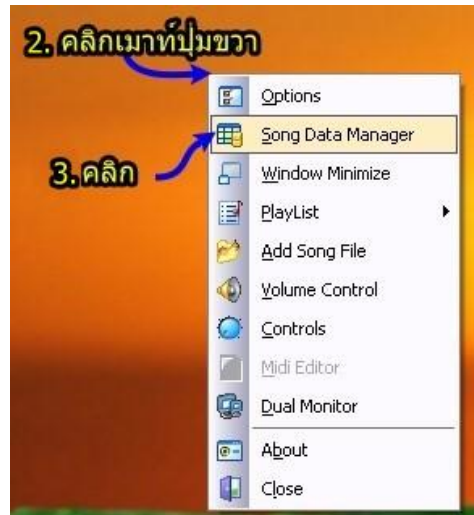 2. คลิกเมาท์ปุ่มขวา
Options
Song Data Manager
3. คลิก
Window Minimize
PlayList
Add Song File
Volume Control
Controls
Midi Editor
Dual Monitor
About
Close